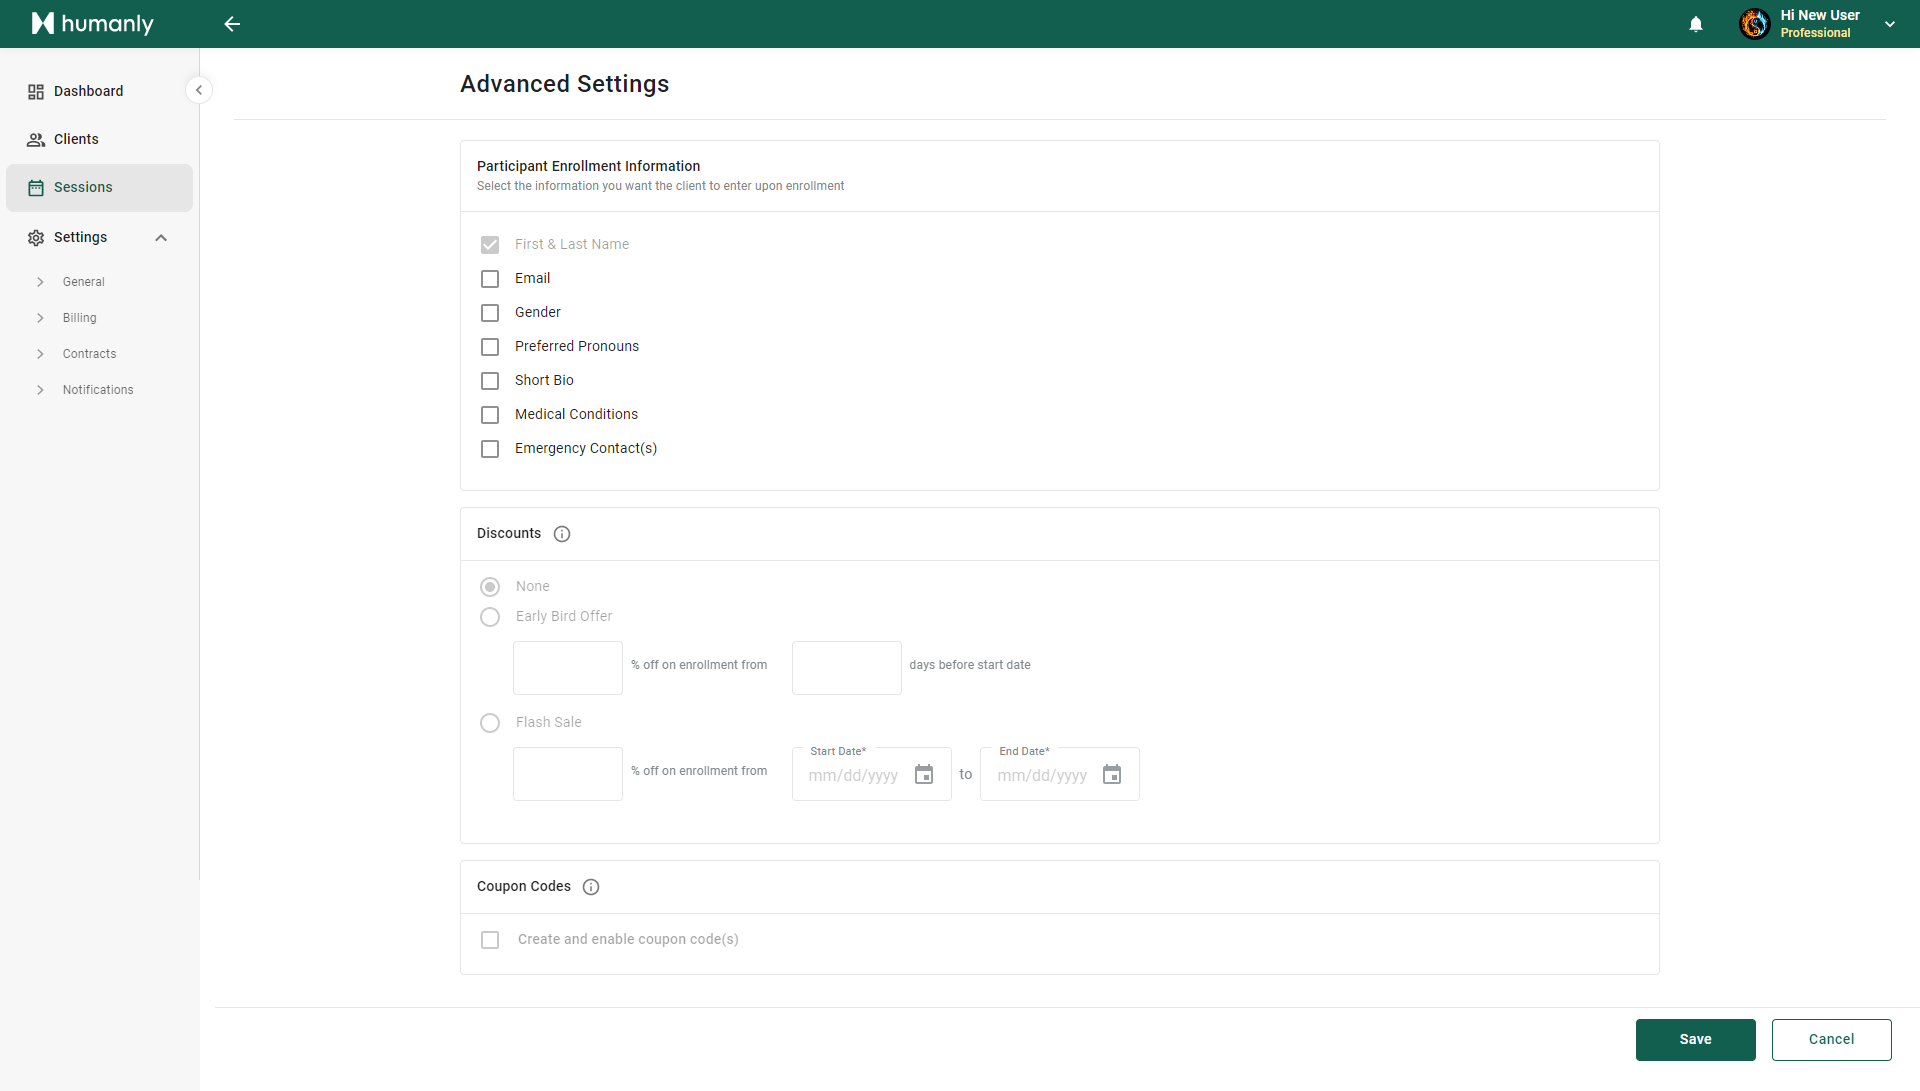 humanly
Hi New User
Professional
Dashboard
Clients
Sessions
Settings
General
Billing
Contracts
Notifications
Advanced Settings
Participant Enrollment Information
Select the information you want the client to enter upon enrollment
First & Last Name
Email
Gender
Preferred Pronouns
Short Bio
Medical Conditions
Emergency Contact(s)
Discounts
None
Early Bird Offer
% off on enrollment from days before start date
Flash Sale
Start Date* End Date*
% off on enrollment from mm/dd/yyyy to mm/dd/yyyy
Coupon Codes
Create and enable coupon code(s)
Save Cancel